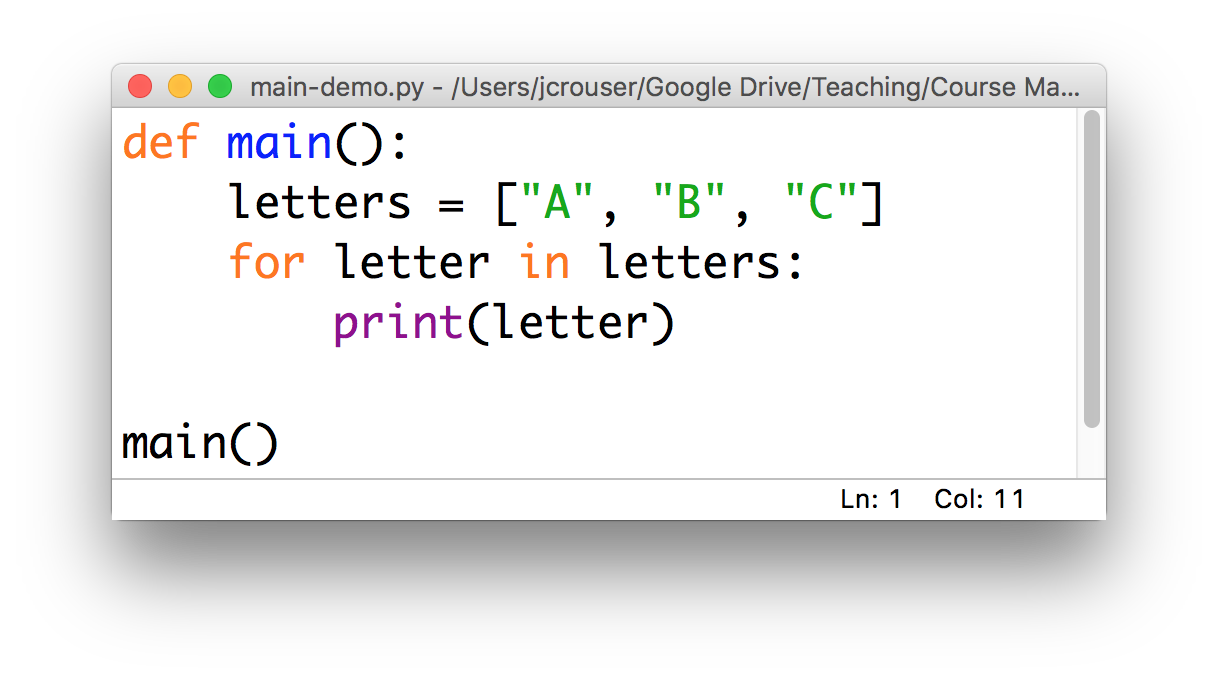 main-demo.py - /Users/jcrouser/Google Drive/Teaching/Course Ma...
def main():
    letters = ["A", "B", "C"]
    for letter in letters:
        print(letter)
main()
Ln: 1 Col: 11